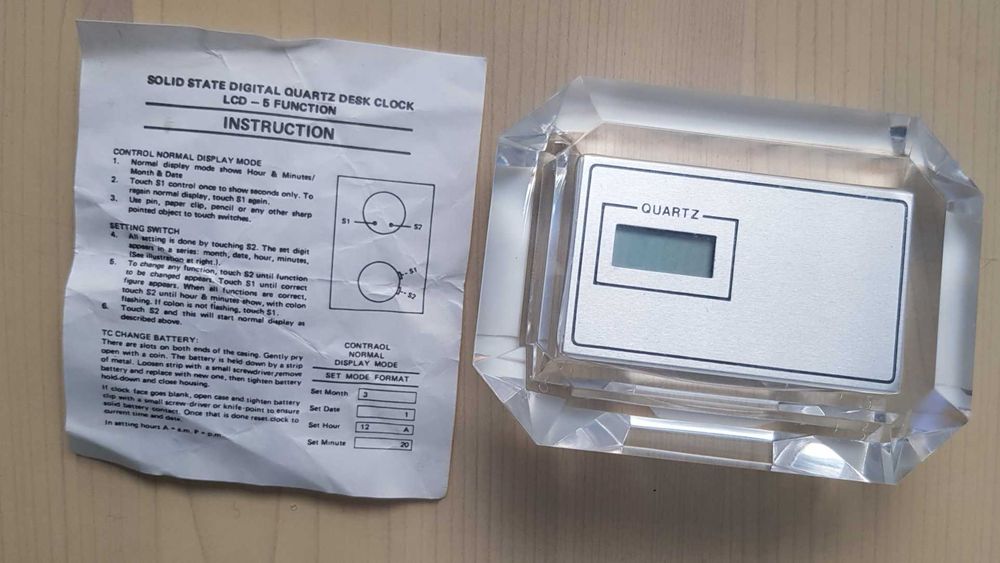 SOLID STATE DIGITAL QUARTZ DESK CLOCK
LCD – 5 FUNCTION
INSTRUCTION
CONTROL NORMAL DISPLAY MODE
1. Normal display mode shows Hour & Minutes/
Month & Date
2. Touch S1 control once to show seconds only. To
regain normal display, touch S1 again.
3. Use pin, paper clip, pencil or any other sharp
pointed object to touch switches.
SETTING SWITCH
4. All setting is done by touching S2. The set digit
appears in a series: month, date, hour, minutes,
(See illustration at right.).
5. To change any function, touch S2 until function
to be changed appears. Touch S1 until correct
figure appears. When all functions are correct,
touch S2 until hour & minutes show, with colon
flashing. If colon is not flashing, touch S1.
6. Touch S2 and this will start normal display as
described above.
S1
S2
S1
S2
TC CHANGE BATTERY:
There are slots on both ends of the casing. Gently pry
open with a coin. The battery is held down by a strip
of metal. Loosen strip with a small screwdriver,remove
battery and replace with new one, then tighten battery
hold-down and close housing.
If clock face goes blank, open case and tighten battery
clip with a small screw-driver or knife-point to ensure
solid battery contact. Once that is done reset clock to
current time and date.
In setting hours A = a.m. P = p.m.
CONTRAOL
NORMAL
DISPLAY MODE
SET MODE FORMAT
Set Month 3
Set Date 1
Set Hour 12 A
Set Minute 20
QUARTZ